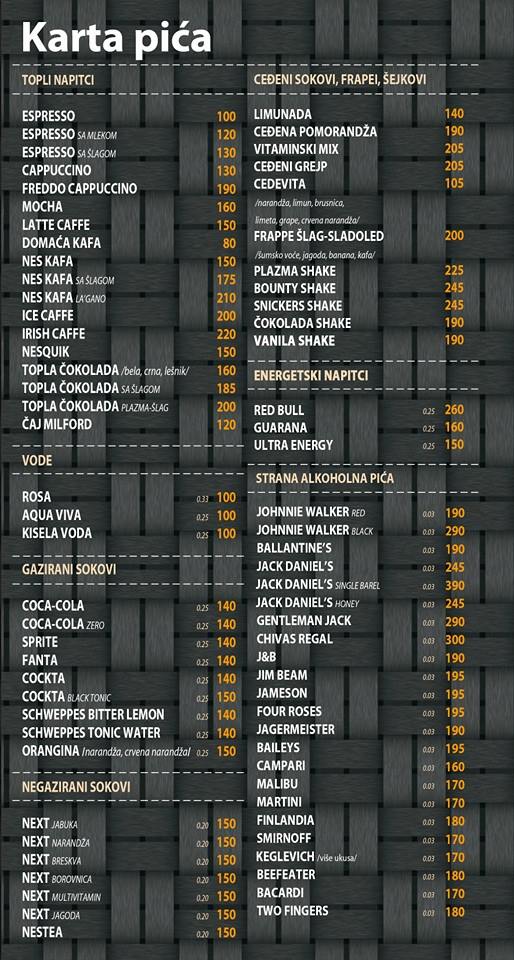 Karta pića
TOPLI NAPITCI
ESPRESSO 100
ESPRESSO SA MLEKOM 120
ESPRESSO SA ŠLAGOM 130
CAPPUCCINO 130
FREDDO CAPPUCCINO 190
MOCHA 160
LATTE CAFFE 150
DOMAĆA KAFA 80
NES KAFA 150
NES KAFA SA ŠLAGOM 175
NES KAFA LA'GANO 210
ICE CAFFE 200
IRISH CAFFE 220
NESQUIK 150
TOPLA ČOKOLADA /bela, crna, lešnik/ 160
TOPLA ČOKOLADA SA ŠLAGOM 185
TOPLA ČOKOLADA PLAZMA-ŠLAG 200
ČAJ MILFORD 120
VODE
ROSA 0.33 100
AQUA VIVA 0.25 100
KISELA VODA 0.25 100
GAZIRANI SOKOVI
COCA-COLA 0.25 140
COCA-COLA ZERO 0.25 140
SPRITE 0.25 140
FANTA 0.25 140
COCKTA 0.25 140
COCKTA BLACK TONIC 0.25 150
SCHWEPPES BITTER LEMON 0.25 140
SCHWEPPES TONIC WATER 0.25 140
ORANGINA /narandža, crvena narandža/ 0.25 150
NEGAZIRANI SOKOVI
NEXT JABUKA 0.20 150
NEXT NARANDŽA 0.20 150
NEXT BRESKVA 0.20 150
NEXT BOROVNICA 0.20 150
NEXT MULTIVITAMIN 0.20 150
NEXT JAGODA 0.20 150
NESTEA 0.20 150
CEĐENI SOKOVI, FRAPEI, ŠEJKOVI
LIMUNADA 140
CEĐENA POMORANDŽA 190
VITAMINSKI MIX 205
CEĐENI GREJP 205
CEDEVITA 105
/narandža, limun, brusnica,
limeta, grape, crvena narandža/
FRAPPE ŠLAG-SLADOLED 200
/šumsko voće, jagoda, banana, kafa/
PLAZMA SHAKE 225
BOUNTY SHAKE 245
SNICKERS SHAKE 245
ČOKOLADA SHAKE 190
VANILA SHAKE 190
ENERGETSKI NAPITCI
RED BULL 0.25 260
GUARANA 0.25 160
ULTRA ENERGY 0.25 150
STRANA ALKOHOLNA PIĆA
JOHNNIE WALKER RED 0.03 190
JOHNNIE WALKER BLACK 0.03 290
BALLANTINE'S 0.03 190
JACK DANIEL'S 0.03 245
JACK DANIEL'S SINGLE BAREL 0.03 390
JACK DANIEL'S HONEY 0.03 245
GENTLEMAN JACK 0.03 290
CHIVAS REGAL 0.03 300
J&B 0.03 190
JIM BEAM 0.03 195
JAMESON 0.03 195
FOUR ROSES 0.03 195
JAGERMEISTER 0.03 190
BAILEYS 0.03 195
CAMPARI 0.03 160
MALIBU 0.03 170
MARTINI 0.03 170
FINLANDIA 0.03 180
SMIRNOFF 0.03 170
KEGLEVICH /više ukusa/ 0.03 170
BEEFEATER 0.03 180
BACARDI 0.03 170
TWO FINGERS 0.03 180